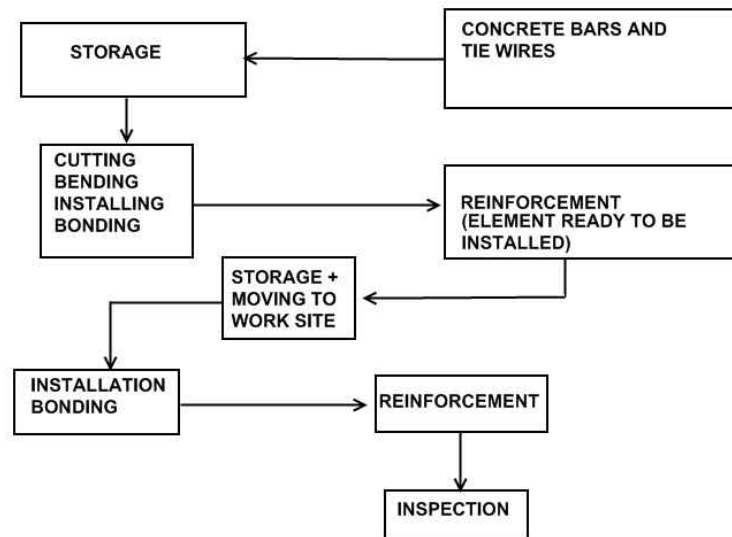 STORAGE
CONCRETE BARS AND
TIE WIRES
CUTTING
BENDING
INSTALLING
BONDING
REINFORCEMENT
(ELEMENT READY TO BE
INSTALLED)
STORAGE +
MOVING TO
WORK SITE
INSTALLATION
BONDING
REINFORCEMENT
INSPECTION